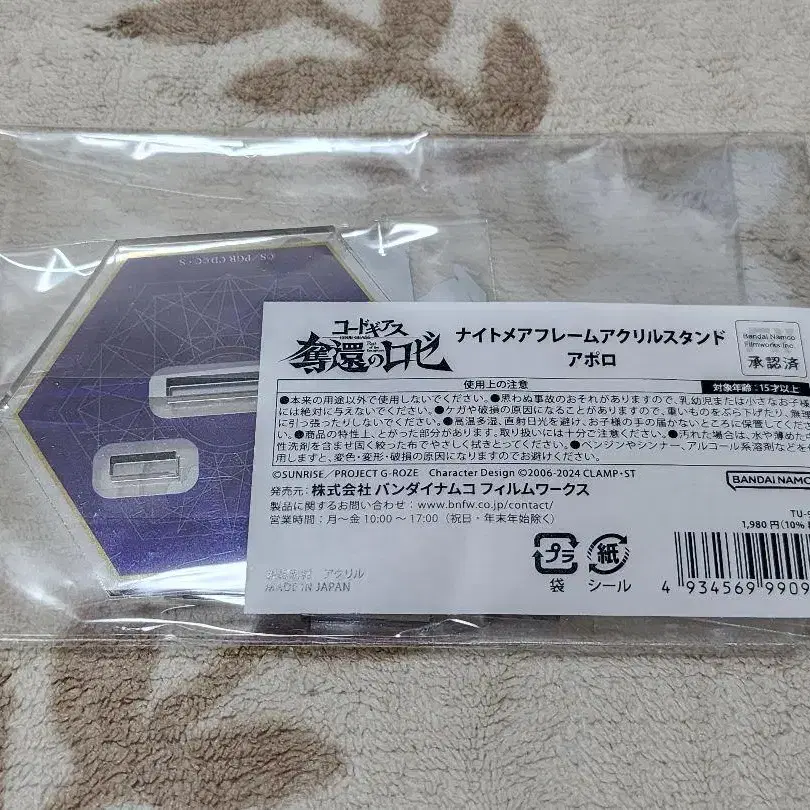 ©S/PGR CDCC・S
コードギアス
奪還のロゼ
ナイトメアフレームアクリルスタンド
アポロ
Bandai Namco
Filmworks Inc.
承認済
使用上の注意
対象年齢:15才以上
●本来の用途以外で使用しないでください。●思わぬ事故のおそれがありますので、乳幼児または小さなお子様
には絶対に与えないでください。●ケガや破損の原因になることがありますので、重いものをぶら下げたり、無
に引っ張ったりしないでください。●高温多湿、直射日光を避け、お子様の手の届かないところに保管してくださ
い。●商品の特性上、とがった部分があります。取り扱いには十分ご注意ください。●汚れた場合は、水や薄めた
性洗剤を含ませ固く絞った布でやさしく拭きとってください。●ベンジンやシンナー、アルコール系溶剤などを
用しますと、変色・変形・破損の原因になりますのでお避けください。
©SUNRISE/PROJECT G-ROZE Character Design ©2006-2024 CLAMP・ST
発売元: 株式会社 バンダイナムコ フィルムワークス
BANDAI NAMCO
製品に関するお問い合わせ:www.bnfw.co.jp/contact/
営業時間:月~金 10:00~17:00(祝日・年末年始除く)
TU-
1,980円(10%
プラ
袋
紙
シール
アクリル
MADE IN JAPAN
4 934569 9909